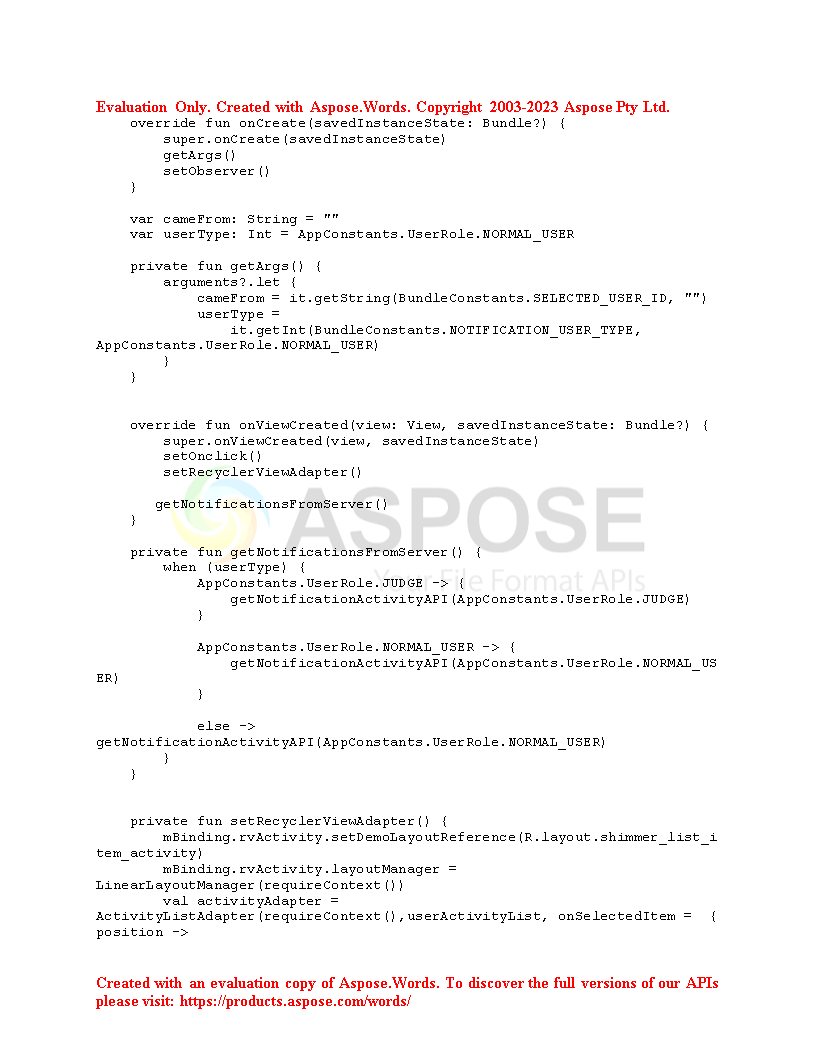 Evaluation Only. Created with Aspose.Words. Copyright 2003-2023 Aspose Pty Ltd.
    override fun onCreate(savedInstanceState: Bundle?) {
        super.onCreate(savedInstanceState)
        getArgs()
        setObserver()
    }

    var cameFrom: String = ""
    var userType: Int = AppConstants.UserRole.NORMAL_USER

    private fun getArgs() {
        arguments?.let {
            cameFrom = it.getString(BundleConstants.SELECTED_USER_ID, "")
            userType =
                it.getInt(BundleConstants.NOTIFICATION_USER_TYPE,
AppConstants.UserRole.NORMAL_USER)
        }
    }

    override fun onViewCreated(view: View, savedInstanceState: Bundle?) {
        super.onViewCreated(view, savedInstanceState)
        setOnclick()
        setRecyclerViewAdapter()

       getNotificationsFromServer()
    }
ASPOSE
Your File Format APIs

    private fun getNotificationsFromServer() {
        when (userType) {
            AppConstants.UserRole.JUDGE -> {
                getNotificationActivityAPI(AppConstants.UserRole.JUDGE)
            }

            AppConstants.UserRole.NORMAL_USER -> {
                getNotificationActivityAPI(AppConstants.UserRole.NORMAL_US
ER)
            }

            else ->
getNotificationActivityAPI(AppConstants.UserRole.NORMAL_USER)
        }
    }

    private fun setRecyclerViewAdapter() {
        mBinding.rvActivity.setDemoLayoutReference(R.layout.shimmer_list_i
tem_activity)
        mBinding.rvActivity.layoutManager =
LinearLayoutManager(requireContext())
        val activityAdapter =
ActivityListAdapter(requireContext(),userActivityList, onSelectedItem =  {
position ->

Created with an evaluation copy of Aspose.Words. To discover the full versions of our APIs
please visit: https://products.aspose.com/words/